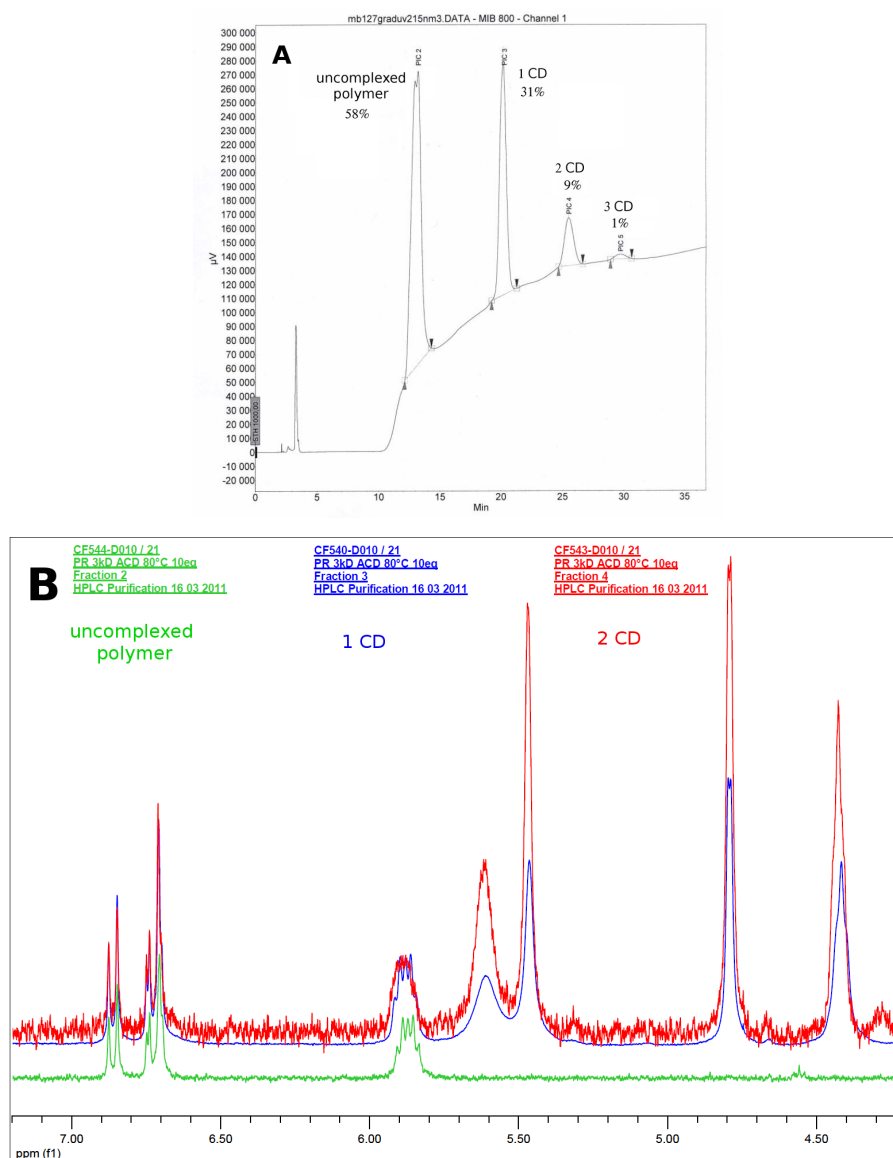 mb127graduv215nm3.DATA - MIB 800 - Channel 1
A
300 000
290 000
280 000
270 000
260 000
250 000
240 000
230 000
220 000
210 000
200 000
190 000
180 000
170 000
160 000
150 000
140 000
130 000
120 000
110 000
100 000
90 000
80 000
70 000
60 000
50 000
40 000
30 000
20 000
10 000
0
-10 000
-20 000
µV
uncomplexed
polymer
58%
PIC 2
PIC 3
1 CD
31%
2 CD
9%
PIC 4
3 CD
1%
PIC 5
0
5
10
15
20
25
30
35
Min
B
CF544-D010 / 21
PR 3kD ACD 80°C 10eq
Fraction 2
HPLC Purification 16 03 2011
uncomplexed
polymer
CF540-D010 / 21
PR 3kD ACD 80°C 10eq
Fraction 3
HPLC Purification 16 03 2011
1 CD
CF543-D010 / 21
PR 3kD ACD 80°C 10eq
Fraction 4
HPLC Purification 16 03 2011
2 CD
7.00
6.50
6.00
5.50
5.00
4.50
ppm (f1)